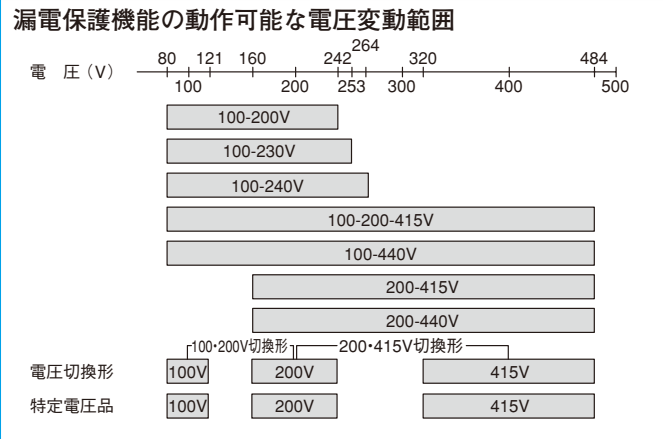 漏電保護機能の動作可能な電圧変動範囲
264
80 121 160 242 320 484
電 圧（V）
100 200 253 300 400 500
100-200V
100-230V
100-240V
100-200-415V
100-440V
200-415V
200-440V
100・200V切換形 200・415V切換形
電圧切換形 100V 200V 415V
特定電圧品 100V 200V 415V